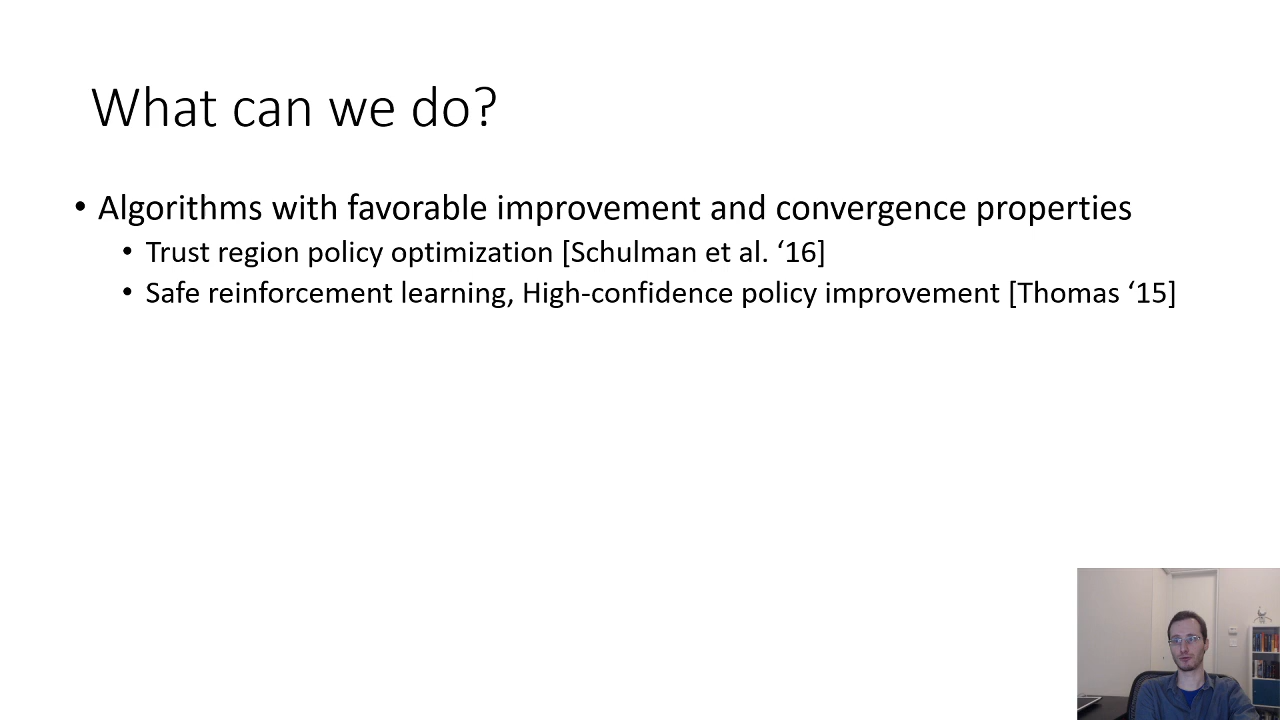 What can we do?
• Algorithms with favorable improvement and convergence properties
• Trust region policy optimization [Schulman et al. ‘16]
• Safe reinforcement learning, High-confidence policy improvement [Thomas ‘15]